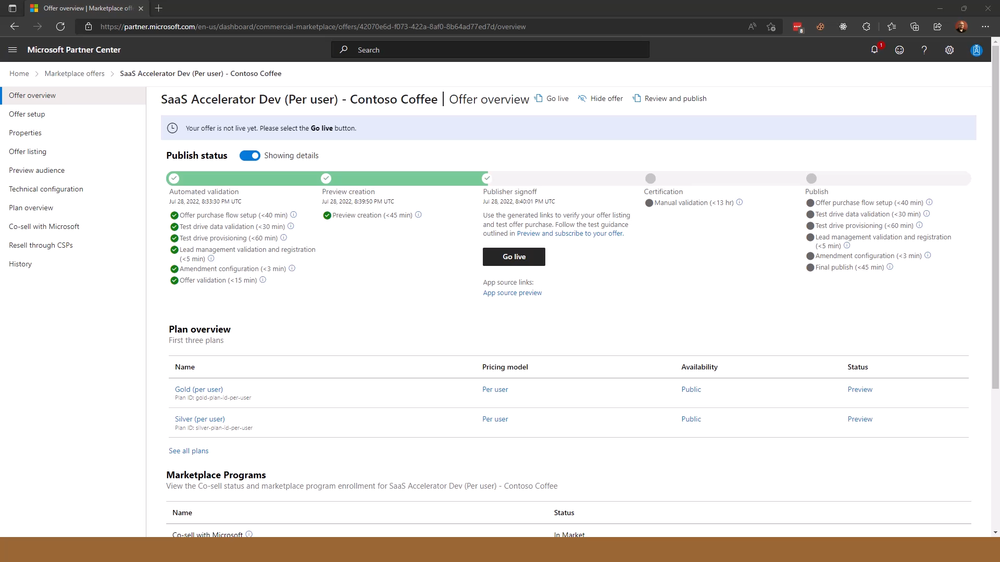 Offer overview | Marketplace off
https://partner.microsoft.com/en-us/dashboard/commercial-marketplace/offers/42070e6d-f073-422a-8af0-8b64ad77ed7d/overview
8
Microsoft Partner Center
Search
1
Home > Marketplace offers > SaaS Accelerator Dev (Per user) - Contoso Coffee
Offer overview
Offer setup
Properties
Offer listing
Preview audience
Technical configuration
Plan overview
Co-sell with Microsoft
Resell through CSPs
History
SaaS Accelerator Dev (Per user) - Contoso Coffee | Offer overview
Go live
Hide offer
Review and publish
Your offer is not live yet. Please select the Go live button.
Publish status
Showing details
Automated validation
Jul 28, 2022, 8:33:30 PM UTC
Offer purchase flow setup (<40 min)
Test drive data validation (<30 min)
Test drive provisioning (<60 min)
Lead management validation and registration
(<5 min)
Amendment configuration (<3 min)
Offer validation (<15 min)
Preview creation
Jul 28, 2022, 8:39:50 PM UTC
Preview creation (<45 min)
Publisher signoff
Jul 28, 2022, 8:40:01 PM UTC
Use the generated links to verify your offer listing
and test offer purchase. Follow the test guidance
outlined in Preview and subscribe to your offer.
Go live
App source links:
App source preview
Certification
Manual validation (<13 hr)
Publish
Offer purchase flow setup (<40 min)
Test drive data validation (<30 min)
Test drive provisioning (<60 min)
Lead management validation and registration
(<5 min)
Amendment configuration (<3 min)
Final publish (<45 min)
Plan overview
First three plans
Name Pricing model Availability Status
Gold (per user) Per user Public Preview
Plan ID: gold-plan-id-per-user
Silver (per user) Per user Public Preview
Plan ID: silver-plan-id-per-user
See all plans
Marketplace Programs
View the Co-sell status and marketplace program enrollment for SaaS Accelerator Dev (Per user) - Contoso Coffee
Name Status
Co-sell with Microsoft In Market